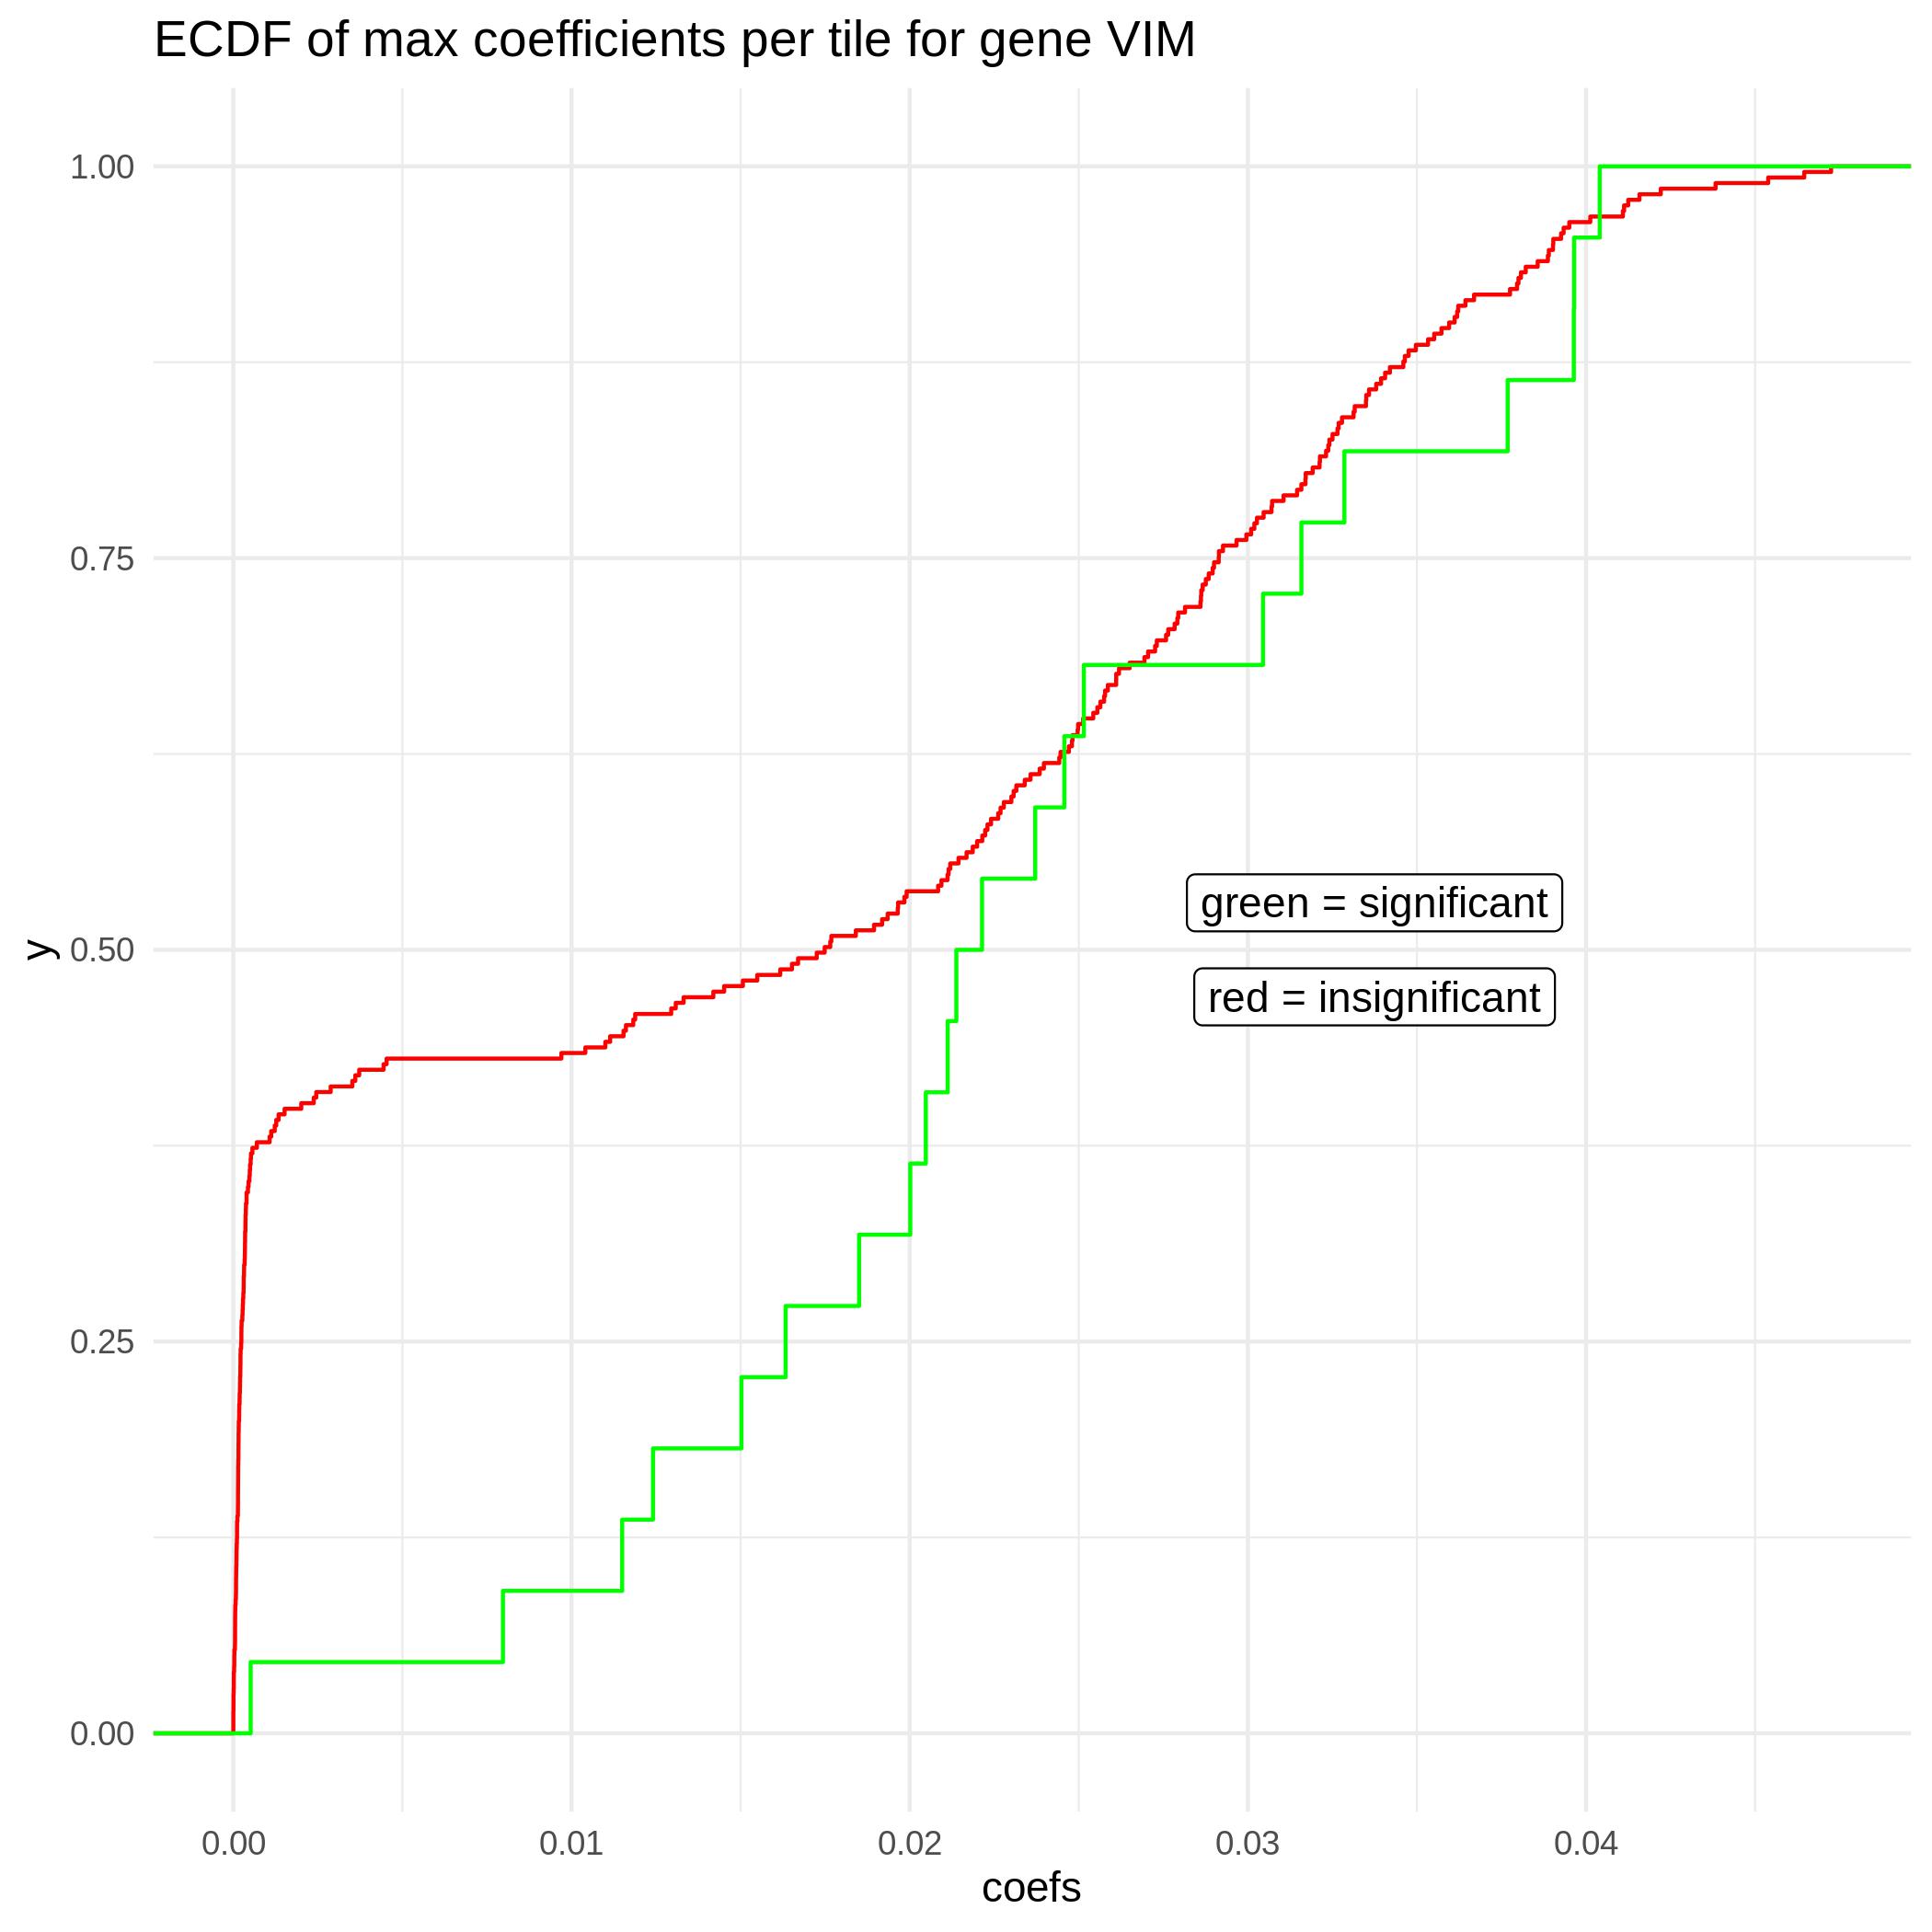 ECDF of max coefficients per tile for gene VIM
1.00
0.75
0.50
0.25
0.00
y
green = significant
red = insignificant
0.00 0.01 0.02 0.03 0.04
coefs